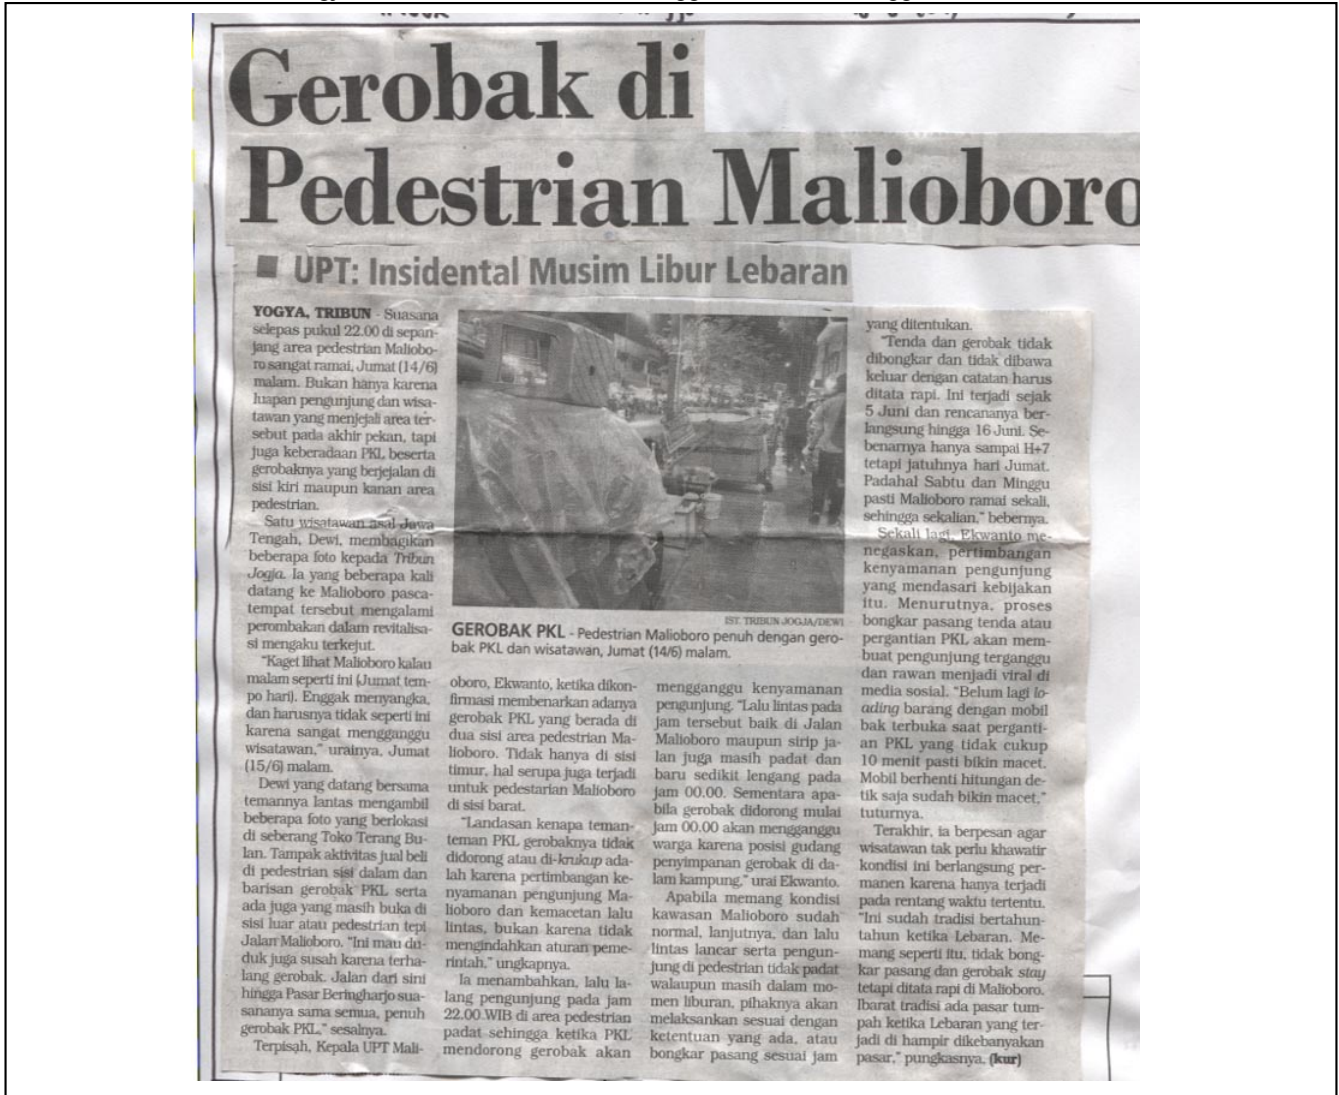 Gerobak di
Pedestrian Malioboro
■ UPT: Insidental Musim Libur Lebaran
YOGYA, TRIBUN - Suasana
selepas pukul 22.00 di sepan-
jang area pedestrian Maliobo-
ro sangat ramai, Jumat (14/6)
malam. Bukan hanya karena
luapan pengunjung dan wisa-
tawan yang menjejali area ter-
sebut pada akhir pekan, tapi
juga keberadaan PKL beserta
gerobaknya yang berjejalan di
sisi kiri maupun kanan area
pedestrian.
Satu wisatawan asal Jawa
Tengah, Dewi, membagikan
beberapa foto kepada Tribun
Jogja. Ia yang beberapa kali
datang ke Malioboro pasca-
tempat tersebut mengalami
perombakan dalam revitalisa-
si mengaku terkejut.
"Kaget lihat Malioboro kalau
malam seperti ini (Jumat tem-
po hari). Enggak menyangka,
dan harusnya tidak seperti ini
karena sangat mengganggu
wisatawan," urainya, Jumat
(15/6) malam.
Dewi yang datang bersama
temannya lantas mengambil
beberapa foto yang berlokasi
di seberang Toko Terang Bu-
lan. Tampak aktivitas jual beli
di pedestrian sisi dalam dan
barisan gerobak PKL serta
ada juga yang masih buka di
sisi luar atau pedestrian tepi
Jalan Malioboro. "Ini mau du-
duk juga susah karena terha-
lang gerobak. Jalan dari sini
hingga Pasar Beringharjo sua-
sananya sama semua, penuh
gerobak PKL," sesalnya.
Terpisah, Kepala UPT Mali-
IST. TRIBUN JOGJA/DEWI
GEROBAK PKL - Pedestrian Malioboro penuh dengan gero-
bak PKL dan wisatawan, Jumat (14/6) malam.
oboro, Ekwanto, ketika dikon-
firmasi membenarkan adanya
gerobak PKL yang berada di
dua sisi area pedestrian Ma-
lioboro. Tidak hanya di sisi
timur, hal serupa juga terjadi
untuk pedestarian Malioboro
di sisi barat.
"Landasan kenapa teman-
teman PKL gerobaknya tidak
didorong atau di-krukup ada-
lah karena pertimbangan ke-
nyamanan pengunjung Ma-
lioboro dan kemacetan lalu
lintas, bukan karena tidak
mengindahkan aturan peme-
rintah," ungkapnya.
Ia menambahkan, lalu la-
lang pengunjung pada jam
22.00 WIB di area pedestrian
padat sehingga ketika PKL
mendorong gerobak akan
mengganggu kenyamanan
pengunjung. "Lalu lintas pada
jam tersebut baik di Jalan
Malioboro maupun sirip ja-
lan juga masih padat dan
baru sedikit lengang pada
jam 00.00. Sementara apa-
bila gerobak didorong mulai
jam 00.00 akan mengganggu
warga karena posisi gudang
penyimpanan gerobak di da-
lam kampung," urai Ekwanto.
Apabila memang kondisi
kawasan Malioboro sudah
normal, lanjutnya, dan lalu
lintas lancar serta pengun-
jung di pedestrian tidak padat
walaupun masih dalam mo-
men liburan, pihaknya akan
melaksankan sesuai dengan
ketentuan yang ada, atau
bongkar pasang sesuai jam
yang ditentukan.
"Tenda dan gerobak tidak
dibongkar dan tidak dibawa
keluar dengan catatan harus
ditata rapi. Ini terjadi sejak
5 Juni dan rencananya ber-
langsung hingga 16 Juni. Se-
benarnya hanya sampai H+7
tetapi jatuhnya hari Jumat.
Padahal Sabtu dan Minggu
pasti Malioboro ramai sekali,
sehingga sekalian," bebernya.
Sekali lagi, Ekwanto me-
negaskan, pertimbangan
kenyamanan pengunjung
yang mendasari kebijakan
itu. Menurutnya, proses
bongkar pasang tenda atau
pergantian PKL akan mem-
buat pengunjung terganggu
dan rawan menjadi viral di
media sosial. "Belum lagi lo-
ading barang dengan mobil
bak terbuka saat perganti-
an PKL yang tidak cukup
10 menit pasti bikin macet.
Mobil berhenti hitungan de-
tik saja sudah bikin macet,"
tuturnya.
Terakhir, ia berpesan agar
wisatawan tak perlu khawatir
kondisi ini berlangsung per-
manen karena hanya terjadi
pada rentang waktu tertentu.
"Ini sudah tradisi bertahun-
tahun ketika Lebaran. Me-
mang seperti itu, tidak bong-
kar pasang dan gerobak stay
tetapi ditata rapi di Malioboro.
Ibarat tradisi ada pasar tum-
pah ketika Lebaran yang ter-
jadi di hampir dikebanyakan
pasar," pungkasnya. (kur)